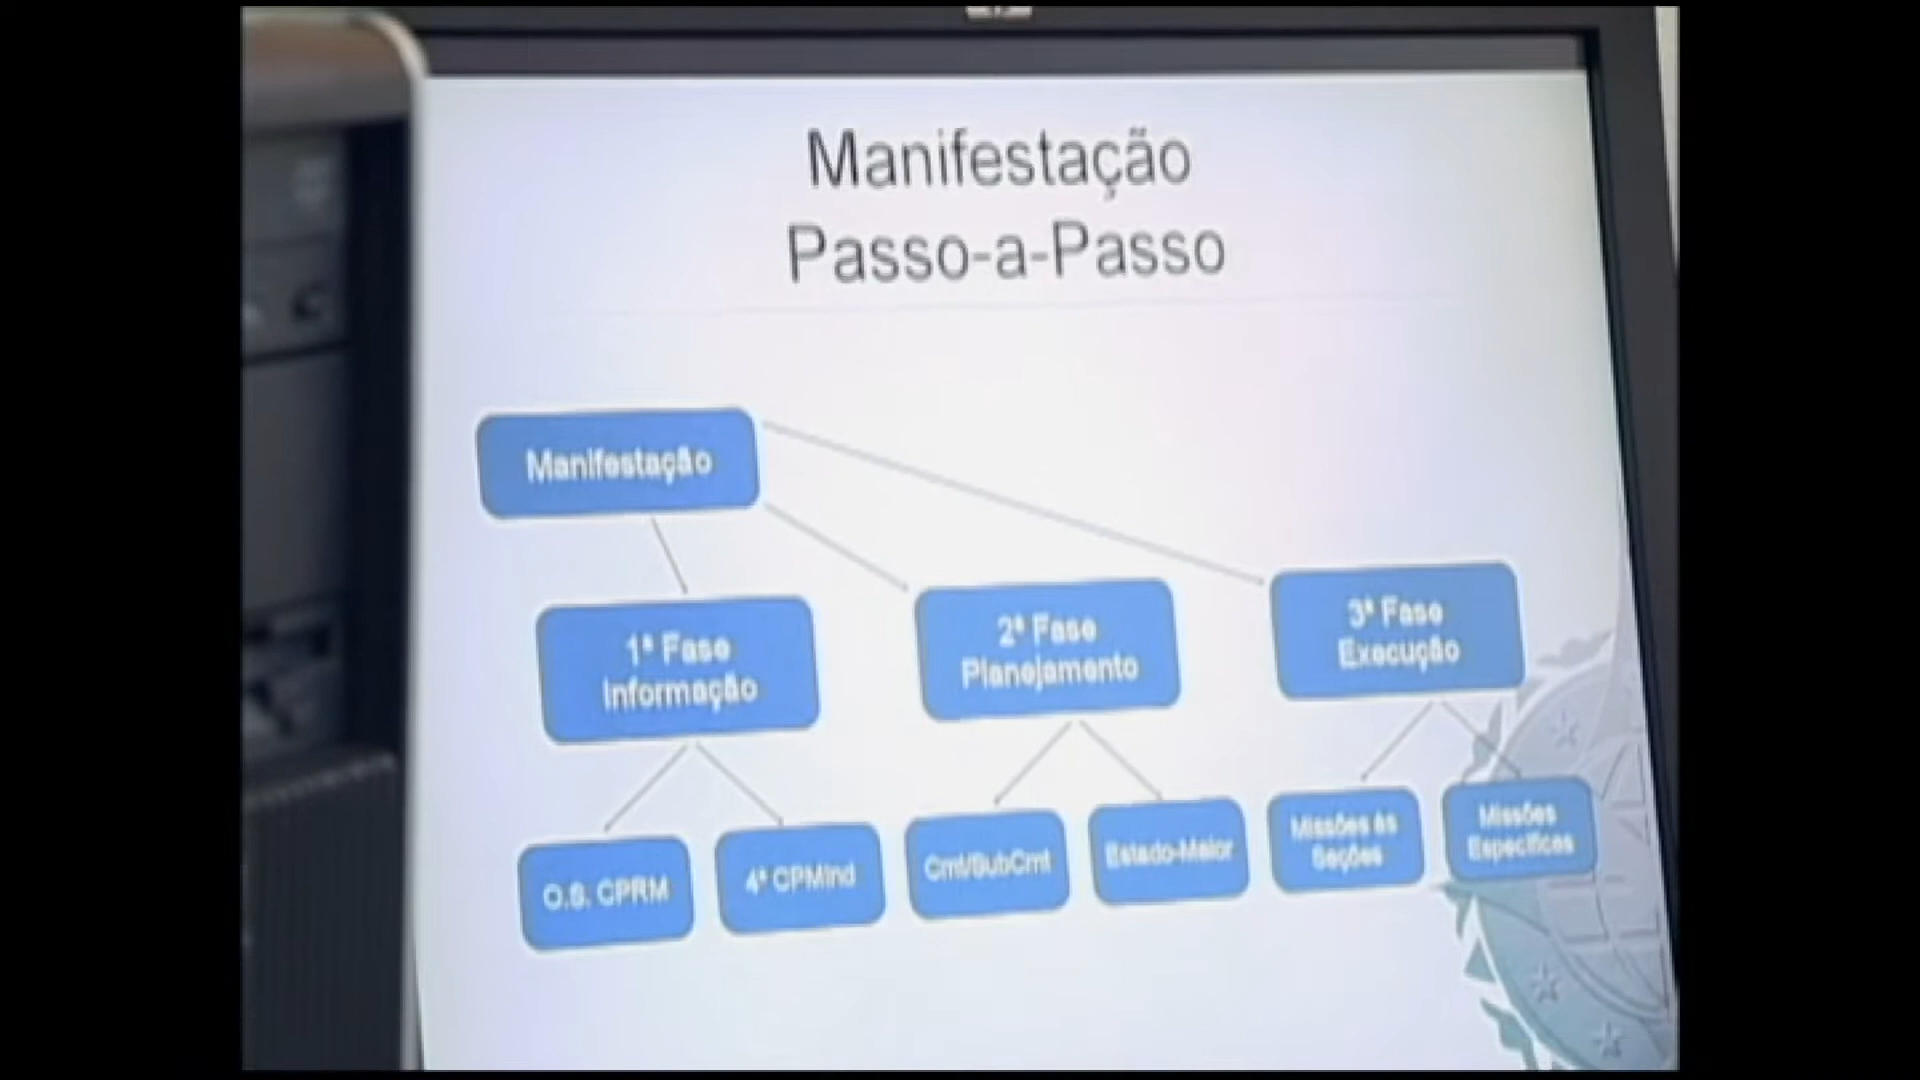 Manifestação
Passo-a-Passo
Manifestação
1ª Fase
Informação
2ª Fase
Planejamento
3ª Fase
Execução
O.S. CPRM
4ª CPMInd
Cmt/SubCmt
Estado-Maior
Missões às
Seções
Missões
Específicas